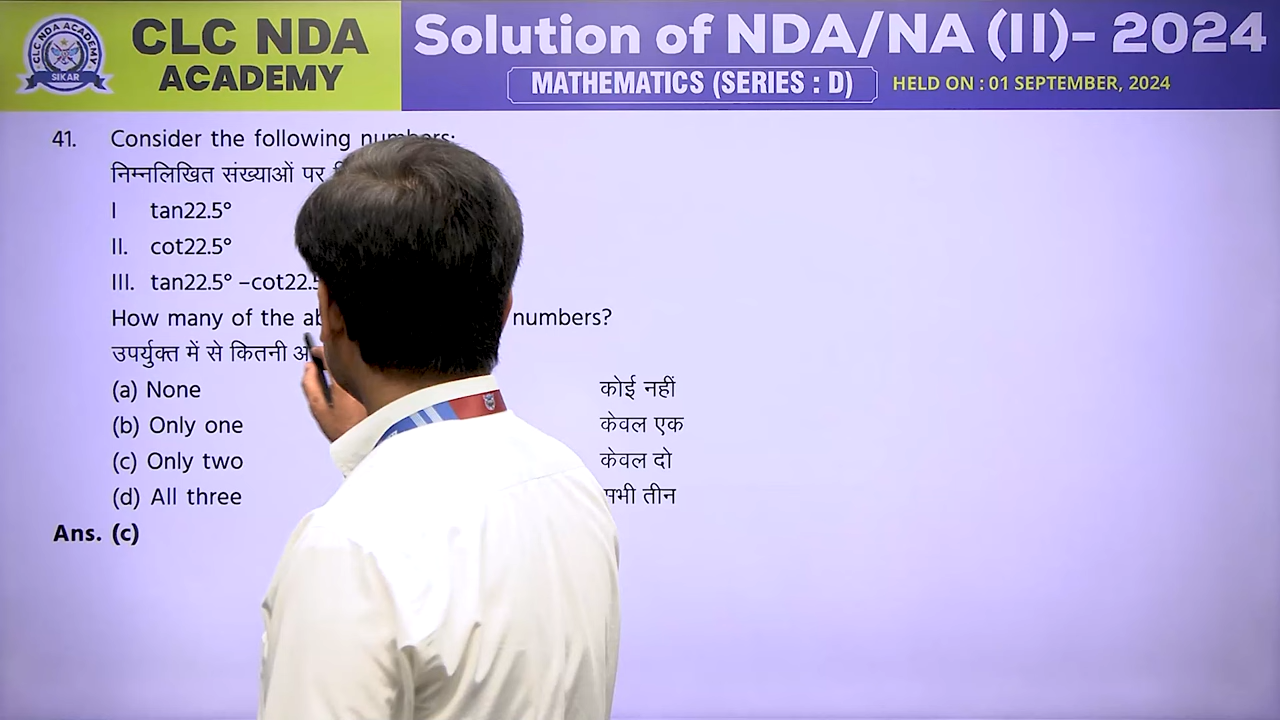 CLC NDA ACADEMY
SIKAR
CLC NDA
ACADEMY
Solution of NDA/NA (II)- 2024
MATHEMATICS (SERIES : D)
HELD ON : 01 SEPTEMBER, 2024
41. Consider the following numbers:
निम्नलिखित संख्याओं पर
I tan22.5°
II. cot22.5°
III. tan22.5° –cot22.5
How many of the numbers?
उपर्युक्त में से कितनी
(a) None कोई नहीं
(b) Only one केवल एक
(c) Only two केवल दो
(d) All three सभी तीन
Ans. (c)